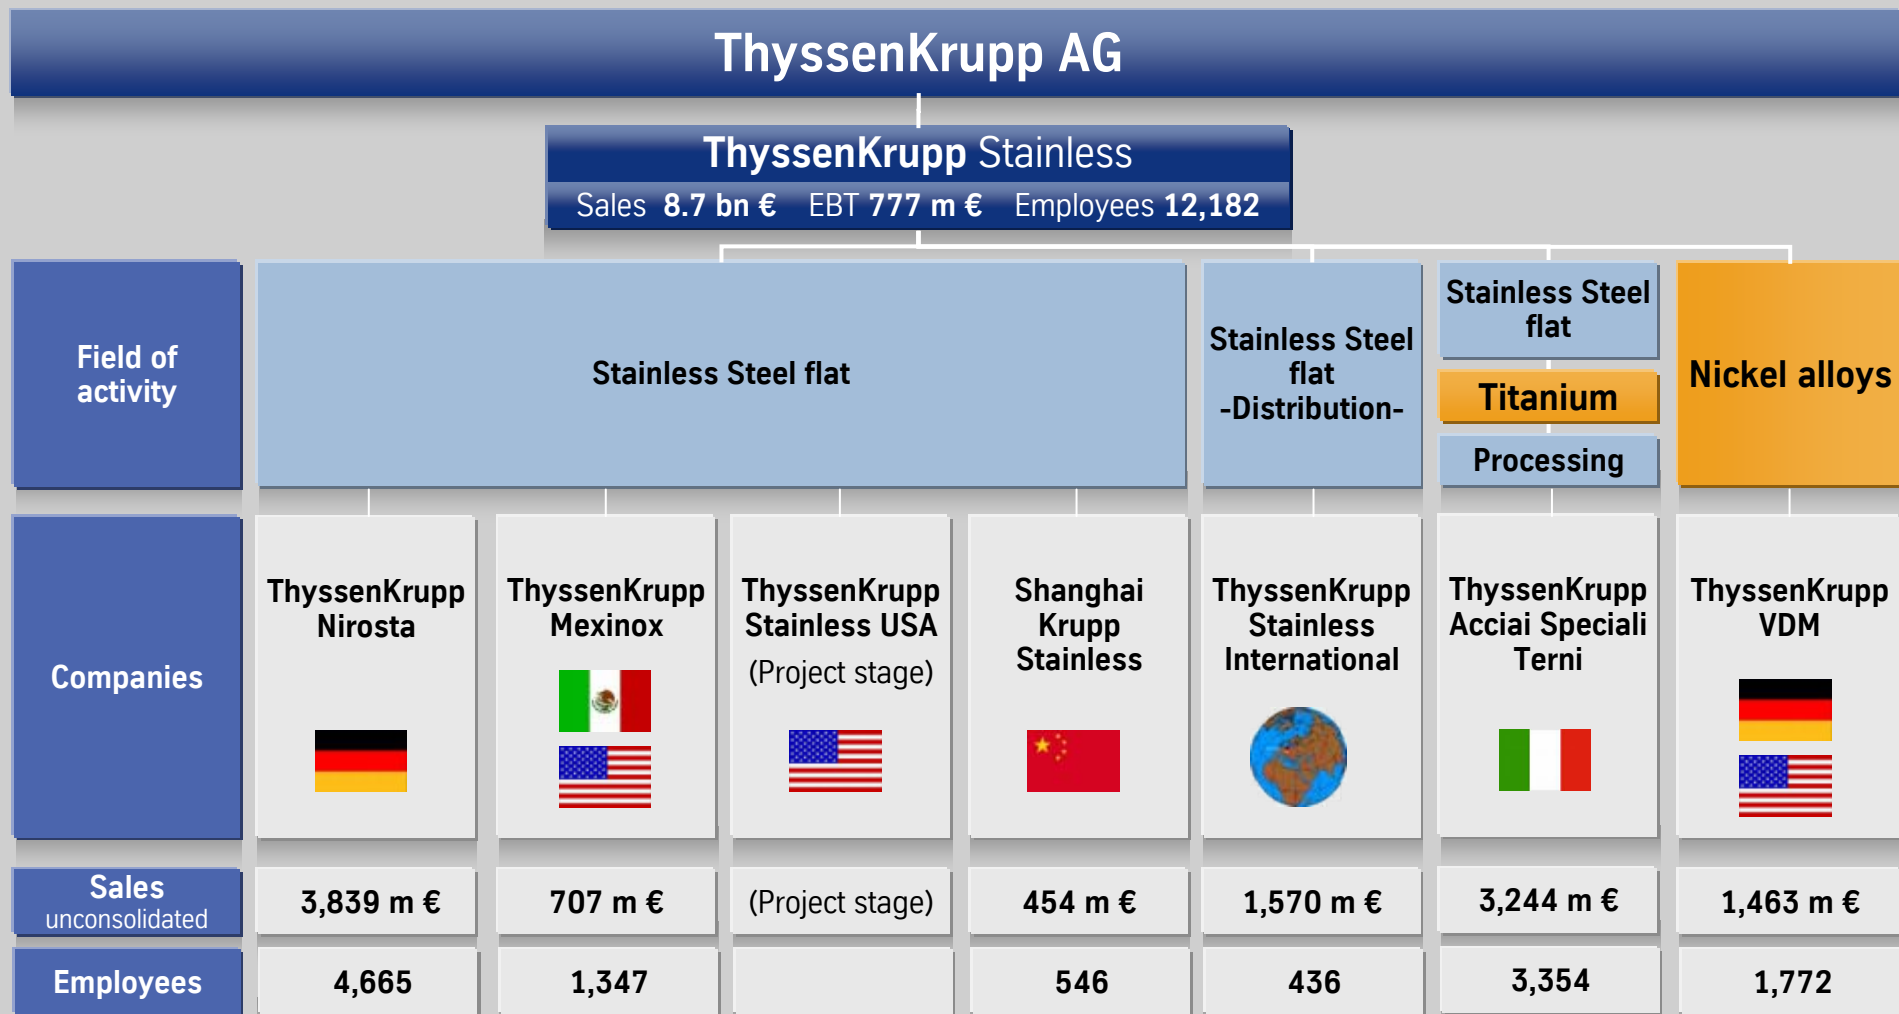 ThyssenKrupp AG
ThyssenKrupp Stainless
Sales 8.7 bn € EBT 777 m € Employees 12,182
Field of
activity
Stainless Steel flat
Stainless Steel
flat
-Distribution-
Stainless Steel
flat
Titanium
Processing
Nickel alloys
Companies
ThyssenKrupp
Nirosta
ThyssenKrupp
Mexinox
ThyssenKrupp
Stainless USA
(Project stage)
Shanghai
Krupp
Stainless
ThyssenKrupp
Stainless
International
ThyssenKrupp
Acciai Speciali
Terni
ThyssenKrupp
VDM
Sales
unconsolidated
3,839 m €
707 m €
(Project stage)
454 m €
1,570 m €
3,244 m €
1,463 m €
Employees
4,665
1,347
546
436
3,354
1,772